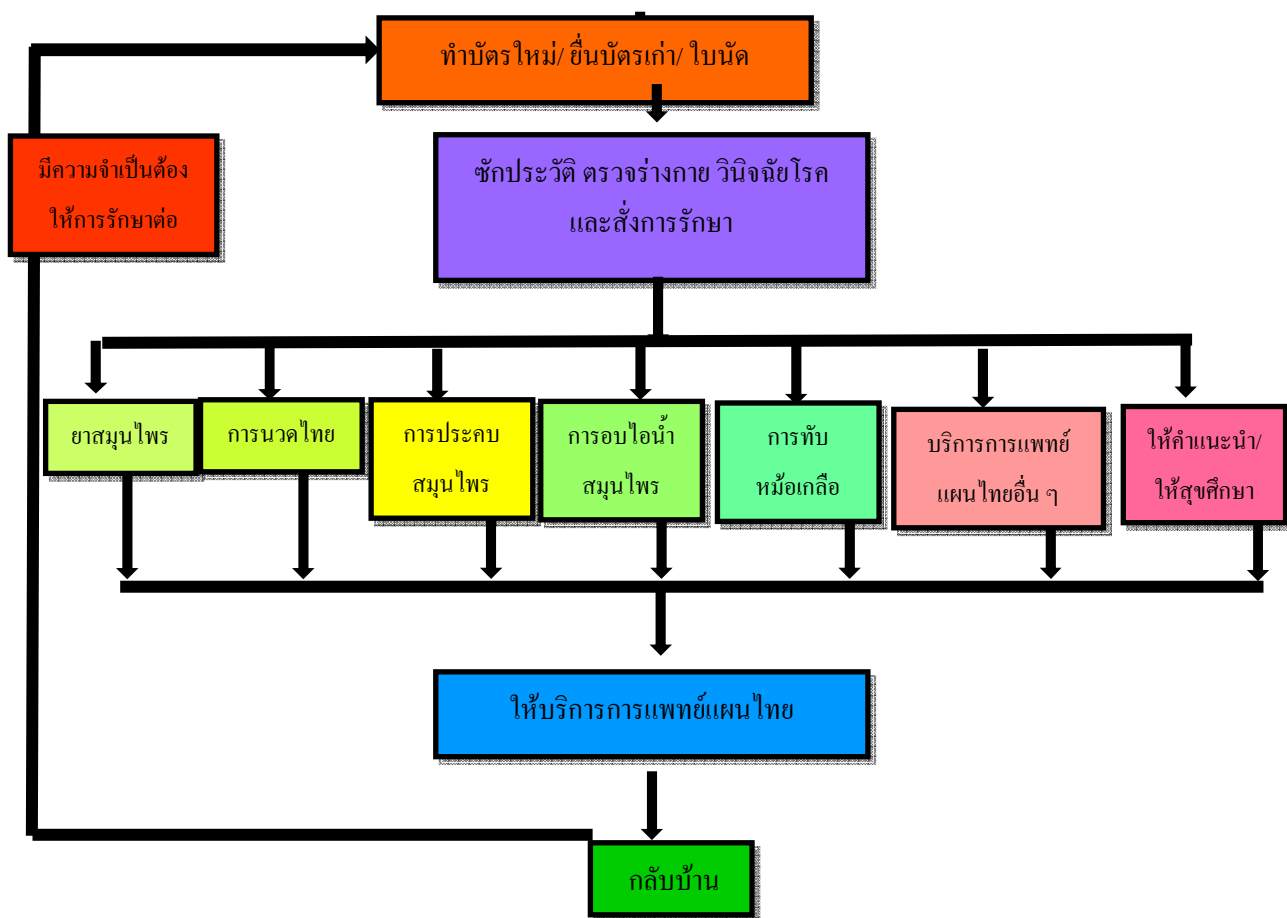 ทำบัตรใหม่/ ยื่นบัตรเก่า/ ใบนัด
มีความจำเป็นต้อง
ให้การรักษาต่อ
ซักประวัติ ตรวจร่างกาย วินิจฉัยโรค
และสั่งการรักษา
ยาสมุนไพร
การนวดไทย
การประคบ
สมุนไพร
การอบไอน้ำ
สมุนไพร
การทับ
หม้อเกลือ
บริการการแพทย์
แผนไทยอื่น ๆ
ให้คำแนะนำ/
ให้สุขศึกษา
ให้บริการการแพทย์แผนไทย
กลับบ้าน